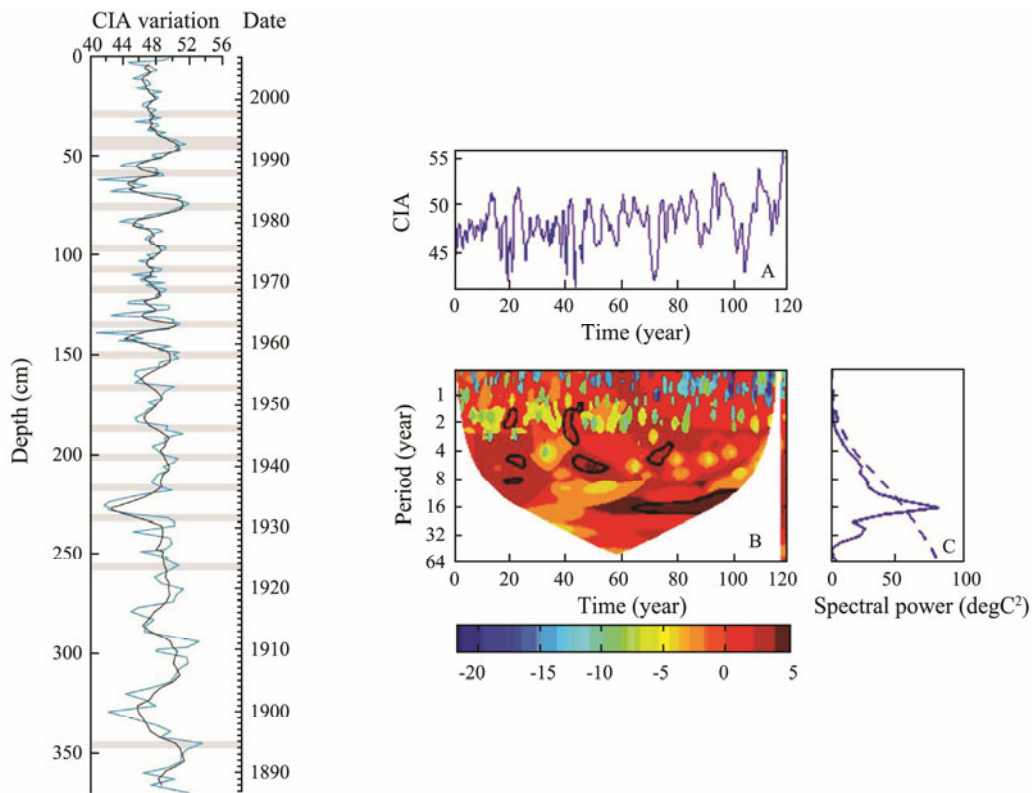 CIA variation Date
40 44 48 52 56
0
50
100
150
200
250
300
350
Depth (cm)
2000
1990
1980
1970
1960
1950
1940
1930
1920
1910
1900
1890
55
50
45
CIA
A
0 20 40 60 80 100 120
Time (year)
1
2
4
8
16
32
64
Period (year)
B
0 20 40 60 80 100 120
Time (year)
C
0 50 100
Spectral power (degC²)
-20 -15 -10 -5 0 5